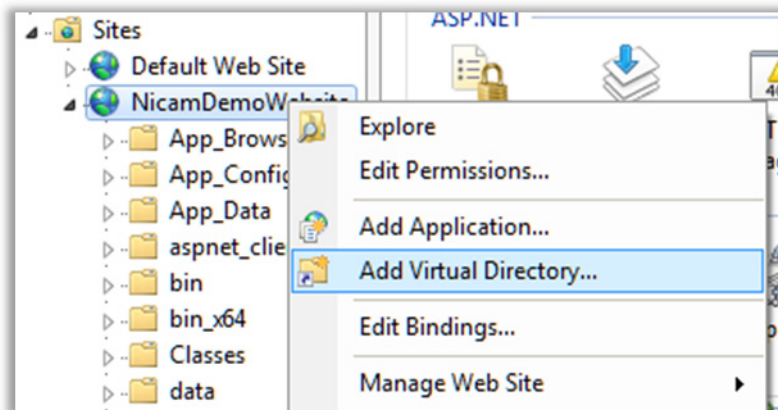 Sites
ASP.NET
Default Web Site
NicamDemoWebsite
App_Brows
App_Config
App_Data
aspnet_clie
bin
bin_x64
Classes
data
Explore
Edit Permissions...
Add Application...
Add Virtual Directory...
Edit Bindings...
Manage Web Site